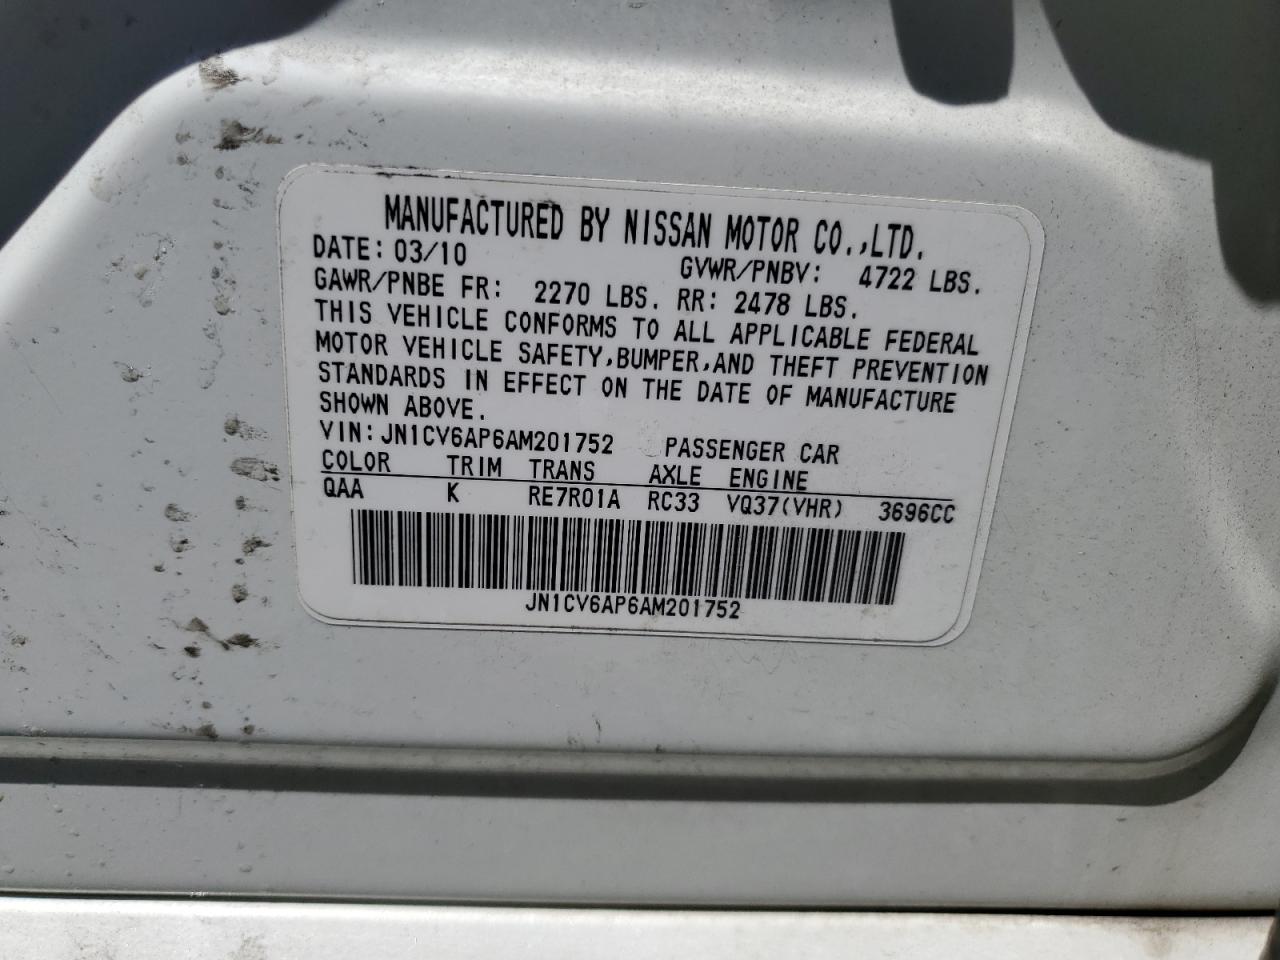 MANUFACTURED BY NISSAN MOTOR CO.,LTD.
DATE: 03/10 GVWR/PNBV: 4722 LBS.
GAWR/PNBE FR: 2270 LBS. RR: 2478 LBS.
THIS VEHICLE CONFORMS TO ALL APPLICABLE FEDERAL
MOTOR VEHICLE SAFETY,BUMPER,AND THEFT PREVENTION
STANDARDS IN EFFECT ON THE DATE OF MANUFACTURE
SHOWN ABOVE.
VIN: JN1CV6AP6AM201752 PASSENGER CAR
COLOR TRIM TRANS AXLE ENGINE
QAA K RE7R01A RC33 VQ37(VHR) 3696CC
JN1CV6AP6AM201752